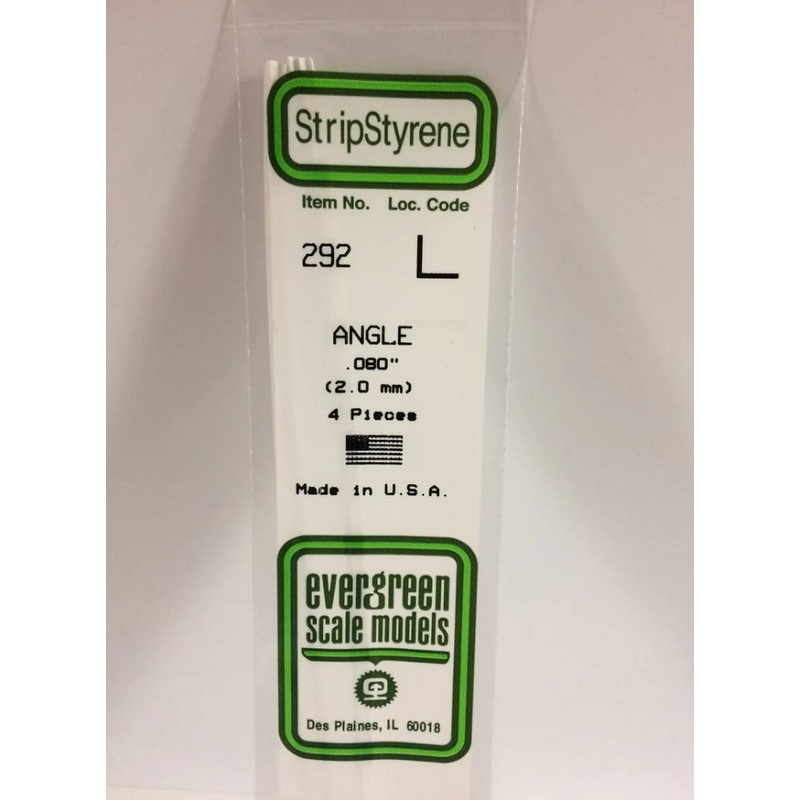 StripStyrene
Item No. Loc. Code
292 L
ANGLE
.080"
(2.0 mm)
4 Pieces
Made in U.S.A.
evergreen
scale models
Des Plaines, IL 60018